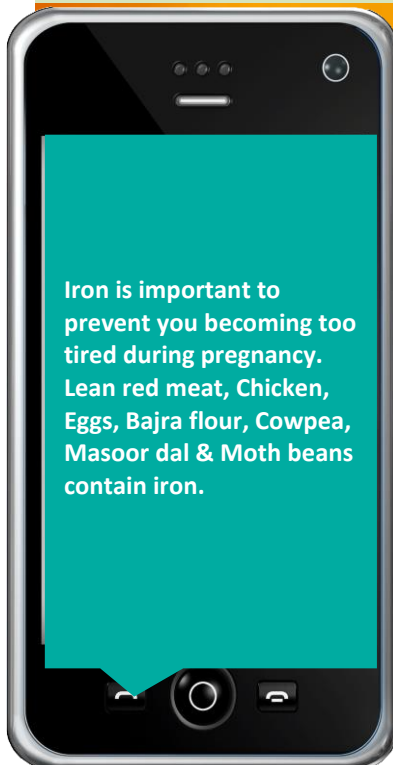 Iron is important to
prevent you becoming too
tired during pregnancy.
Lean red meat, Chicken,
Eggs, Bajra flour, Cowpea,
Masoor dal & Moth beans
contain iron.